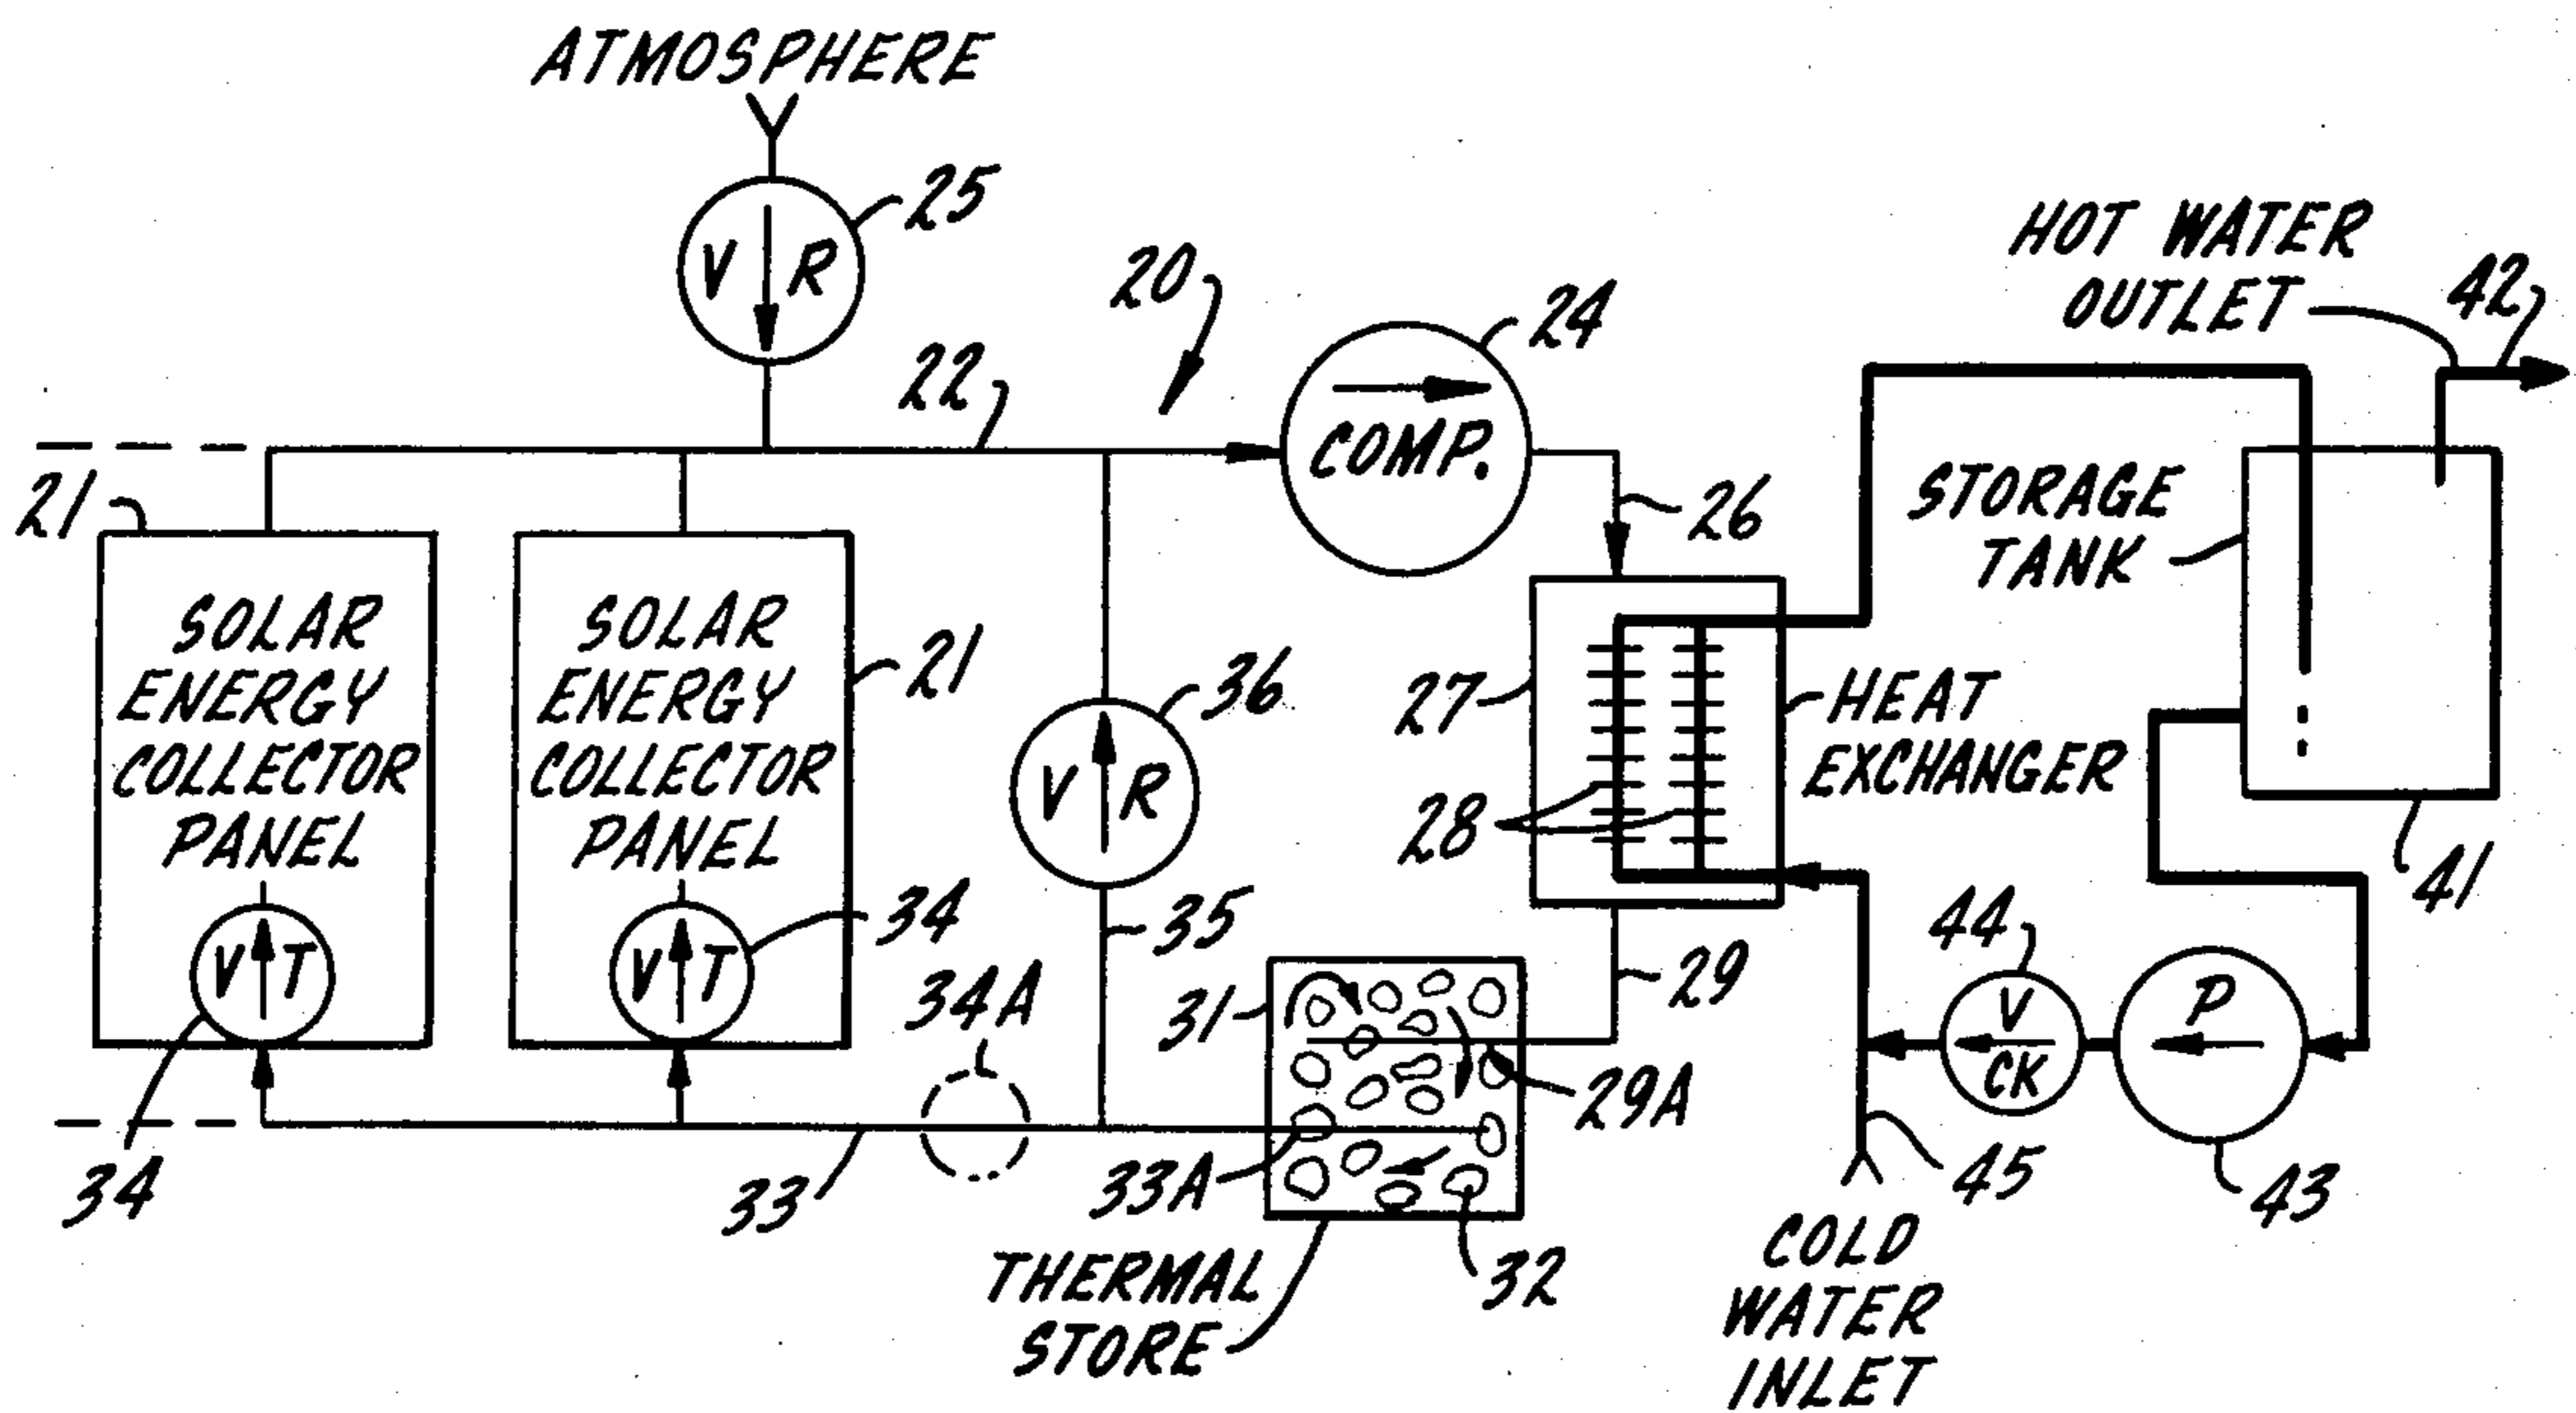 ATMOSPHERE
V R
25
20
22
24
COMP.
26
HOT WATER
OUTLET
42
STORAGE
TANK
41
21
SOLAR
ENERGY
COLLECTOR
PANEL
V T
34
SOLAR
ENERGY
COLLECTOR
PANEL
21
V T
34
34A
33
V R
36
35
27
28
HEAT
EXCHANGER
29
29A
31
33A
32
THERMAL
STORE
44
V
CK
P
43
45
COLD
WATER
INLET